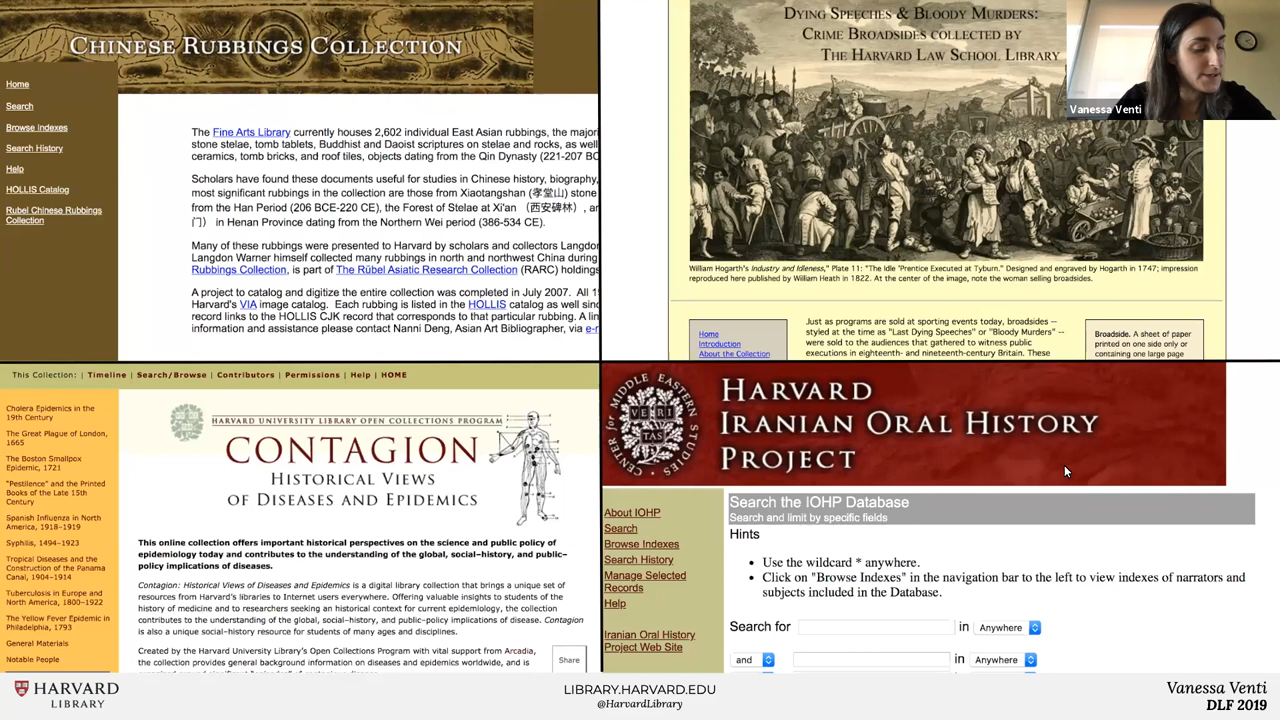 CHINESE RUBBINGS COLLECTION
Home
Search
Browse Indexes
Search History
Help
HOLLIS Catalog
Rubel Chinese Rubbings
Collection
The Fine Arts Library currently houses 2,602 individual East Asian rubbings, the majori
stone stelae, tomb tablets, Buddhist and Daoist scriptures on stelae and rocks, as well
ceramics, tomb bricks, and roof tiles, objects dating from the Qin Dynasty (221-207 BC
Scholars have found these documents useful for studies in Chinese history, biography,
most significant rubbings in the collection are those from Xiaotangshan (孝堂山) stone
from the Han Period (206 BCE-220 CE), the Forest of Stelae at Xi'an （西安碑林）, an
门） in Henan Province dating from the Northern Wei period (386-534 CE).
Many of these rubbings were presented to Harvard by scholars and collectors Langdon
Langdon Warner himself collected many rubbings in north and northwest China during
Rubbings Collection, is part of The Rübel Asiatic Research Collection (RARC) holdings
A project to catalog and digitize the entire collection was completed in July 2007. All 1
Harvard's VIA image catalog. Each rubbing is listed in the HOLLIS catalog as well sinc
record links to the HOLLIS CJK record that corresponds to that particular rubbing. A lin
information and assistance please contact Nanni Deng, Asian Art Bibliographer, via e-r
DYING SPEECHES & BLOODY MURDERS:
CRIME BROADSIDES COLLECTED BY
THE HARVARD LAW SCHOOL LIBRARY
Vanessa Venti
William Hogarth's Industry and Idleness," Plate 11: "The Idle 'Prentice Executed at Tyburn." Designed and engraved by Hogarth in 1747; impression
reproduced here published by William Heath in 1822. At the center of the image, note the woman selling broadsides.
Home
Introduction
About the Collection
Just as programs are sold at sporting events today, broadsides --
styled at the time as "Last Dying Speeches" or "Bloody Murders" --
were sold to the audiences that gathered to witness public
executions in eighteenth- and nineteenth-century Britain. These
Broadside. A sheet of paper
printed on one side only or
containing one large page
This Collection: | Timeline | Search/Browse | Contributors | Permissions | Help | HOME
Cholera Epidemics in the
19th Century
The Great Plague of London,
1665
The Boston Smallpox
Epidemic, 1721
"Pestilence" and the Printed
Books of the Late 15th
Century
Spanish Influenza in North
America, 1918–1919
Syphilis, 1494–1923
Tropical Diseases and the
Construction of the Panama
Canal, 1904–1914
Tuberculosis in Europe and
North America, 1800–1922
The Yellow Fever Epidemic in
Philadelphia, 1793
General Materials
Notable People
HARVARD UNIVERSITY LIBRARY OPEN COLLECTIONS PROGRAM
CONTAGION
HISTORICAL VIEWS
OF DISEASES AND EPIDEMICS
This online collection offers important historical perspectives on the science and public policy of
epidemiology today and contributes to the understanding of the global, social–history, and public–
policy implications of disease.
Contagion: Historical Views of Diseases and Epidemics is a digital library collection that brings a unique set of
resources from Harvard's libraries to Internet users everywhere. Offering valuable insights to students of the
history of medicine and to researchers seeking an historical context for current epidemiology, the collection
contributes to the understanding of the global, social–history, and public–policy implications of disease. Contagion
is also a unique social–history resource for students of many ages and disciplines.
Created by the Harvard University Library's Open Collections Program with vital support from Arcadia,
the collection provides general background information on diseases and epidemics worldwide, and is
Share
CENTER for MIDDLE EASTERN STUDIES
VE RI
TAS
HARVARD
IRANIAN ORAL HISTORY
PROJECT
About IOHP
Search
Browse Indexes
Search History
Manage Selected
Records
Help
Iranian Oral History
Project Web Site
Search the IOHP Database
Search and limit by specific fields
Hints
• Use the wildcard * anywhere.
• Click on "Browse Indexes" in the navigation bar to the left to view indexes of narrators and
subjects included in the Database.
Search for in Anywhere
and in Anywhere
HARVARD
LIBRARY
LIBRARY.HARVARD.EDU
@HarvardLibrary
Vanessa Venti
DLF 2019